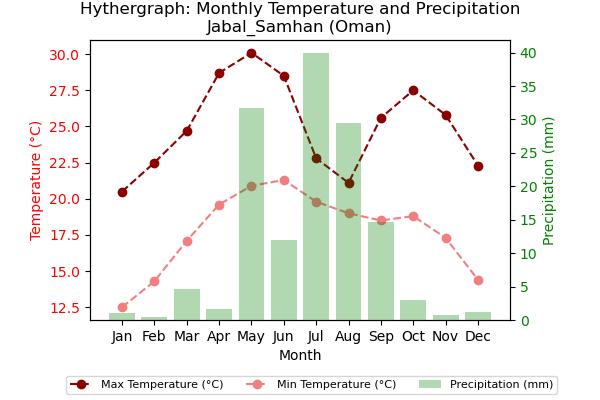 Hythergraph: Monthly Temperature and Precipitation
Jabal_Samhan (Oman)
Temperature (°C)
30.0
27.5
25.0
22.5
20.0
17.5
15.0
12.5
40
35
30
25
20
15
10
5
0
Precipitation (mm)
Jan Feb Mar Apr May Jun Jul Aug Sep Oct Nov Dec
Month
Max Temperature (°C) Min Temperature (°C) Precipitation (mm)